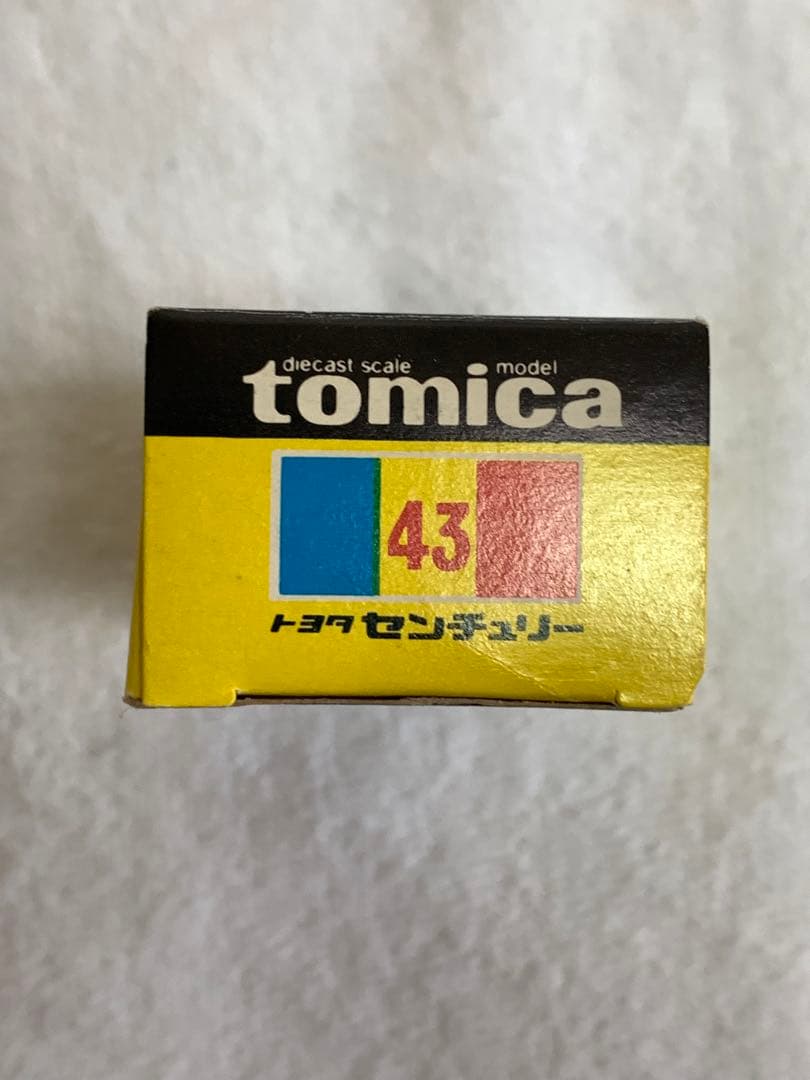 diecast scale model
tomica
43
トヨタ センチュリー